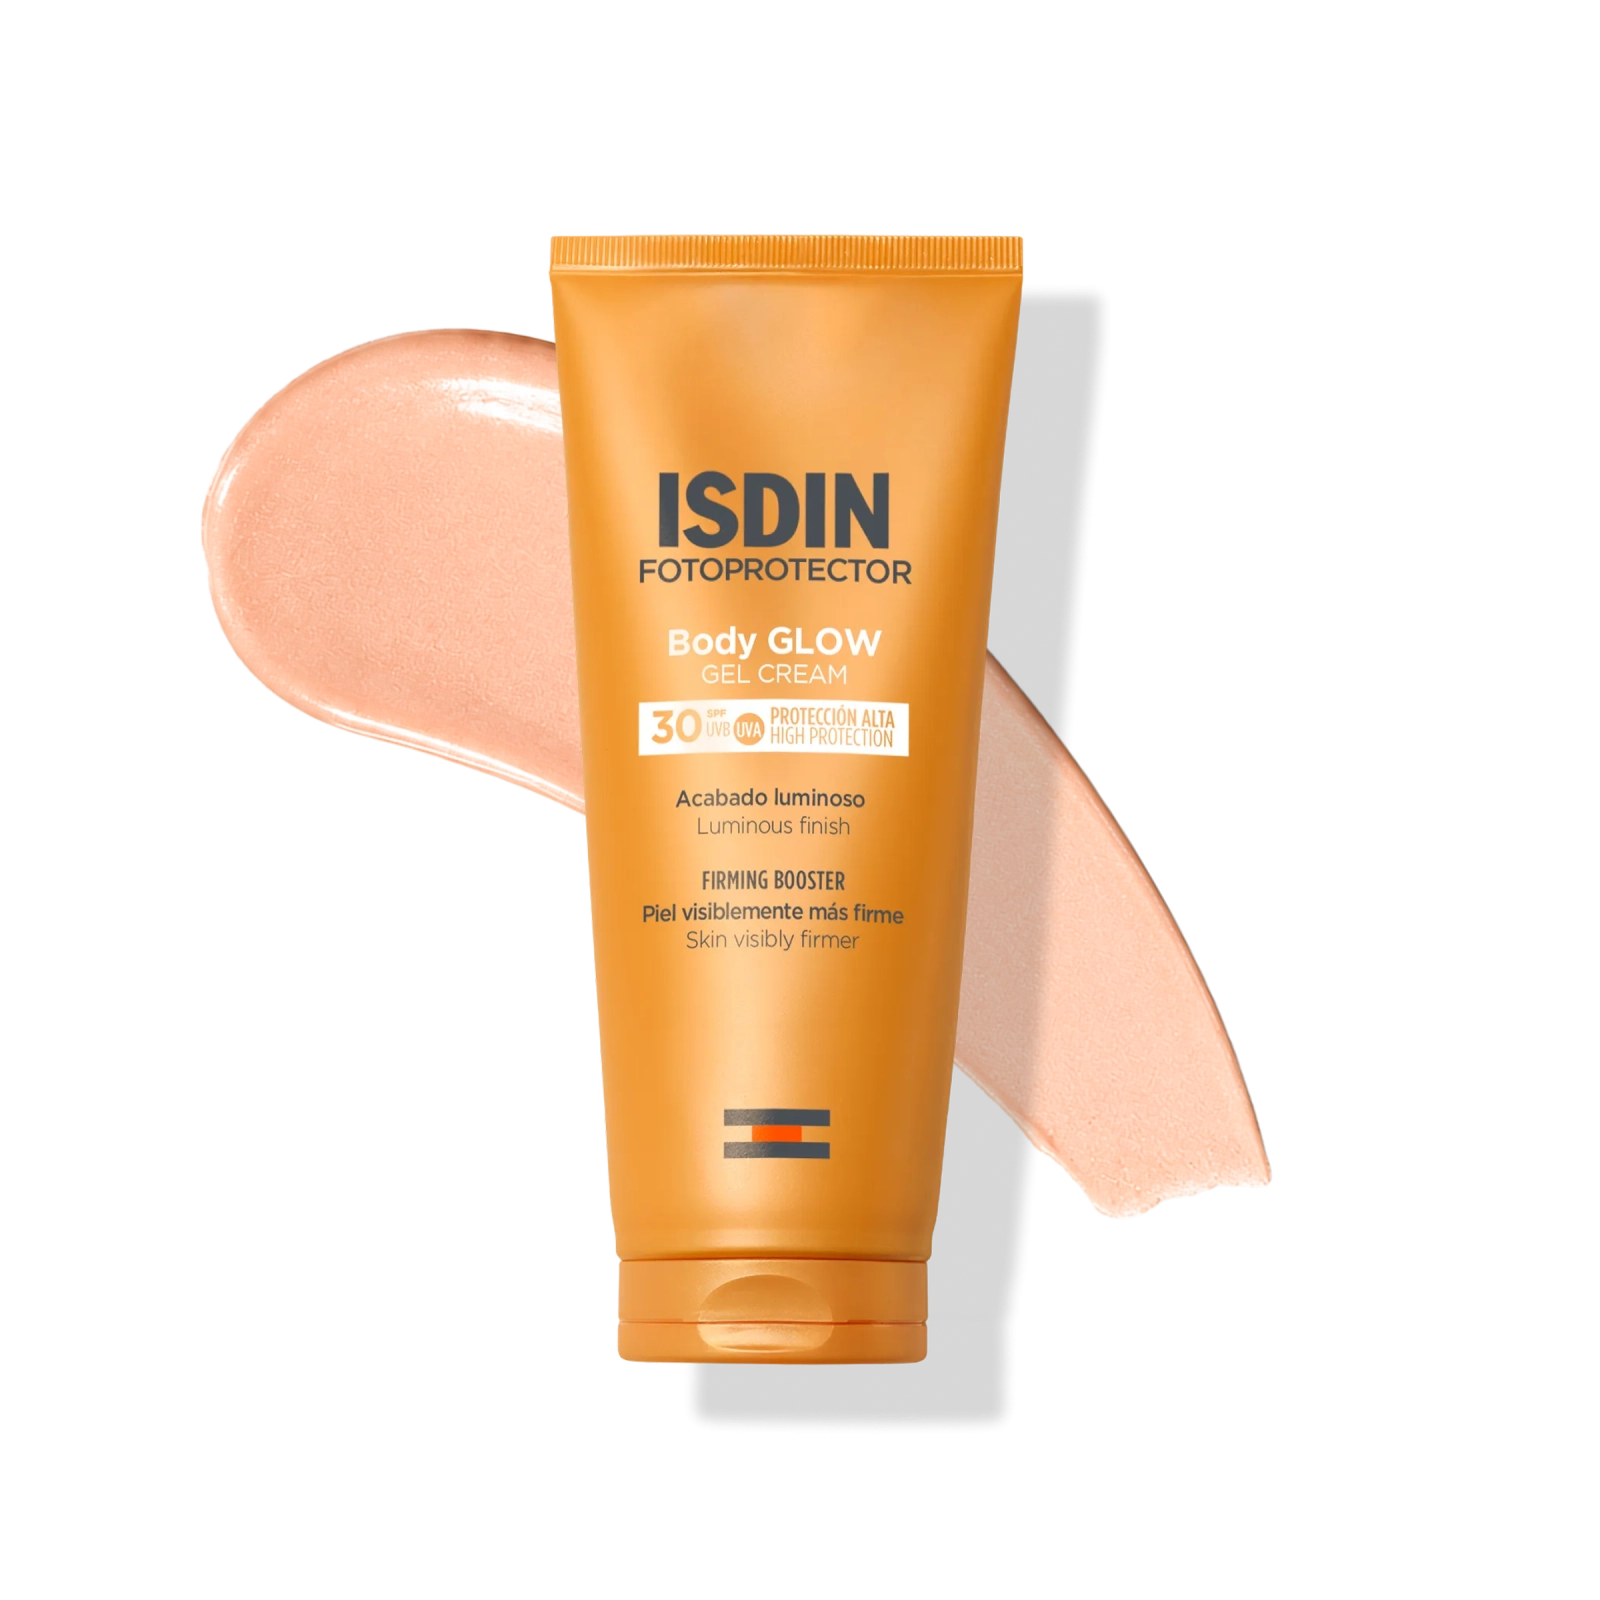 ISDIN
FOTOPROTECTOR
Body GLOW
GEL CREAM
30 SPF UVB UVA PROTECCIÓN ALTA
HIGH PROTECTION
Acabado luminoso
Luminous finish
FIRMING BOOSTER
Piel visiblemente más firme
Skin visibly firmer